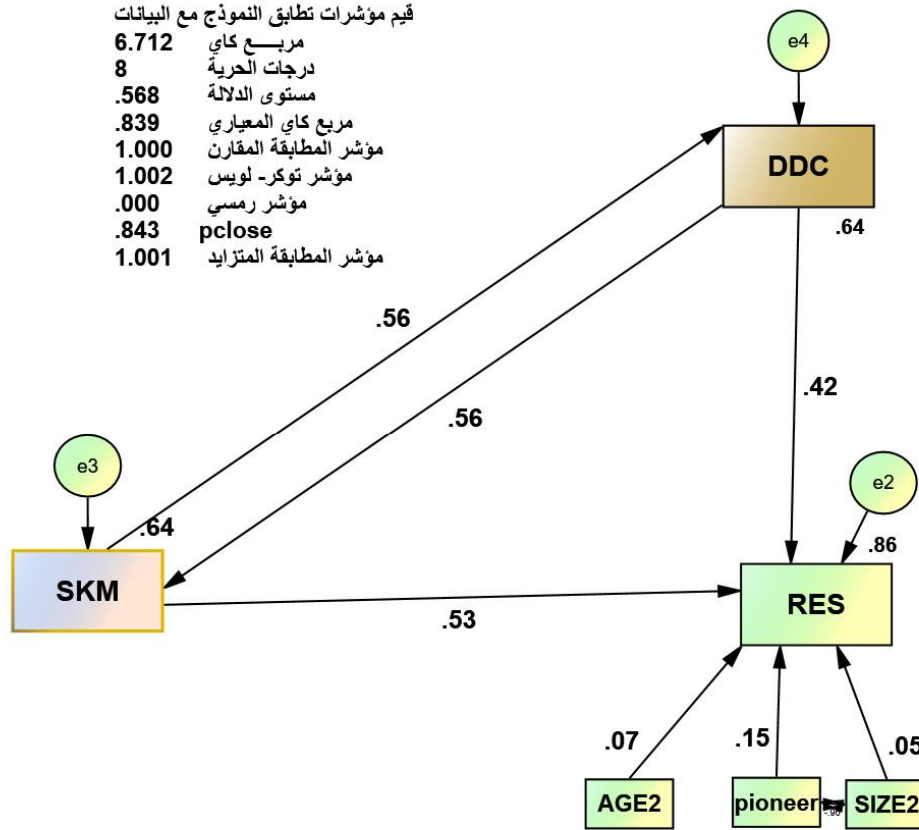 قيم مؤشرات تطابق النموذج مع البيانات
مربـــع كاي 6.712
درجات الحرية 8
مستوى الدلالة .568
مربع كاي المعياري .839
مؤشر المطابقة المقارن 1.000
مؤشر توكر- لويس 1.002
مؤشر رمسي .000
pclose .843
مؤشر المطابقة المتزايد 1.001
e4
DDC
.64
.56
.56
.42
e3
e2
.64
.86
SKM
RES
.53
.07
.15
.05
AGE2
pioneer
SIZE2